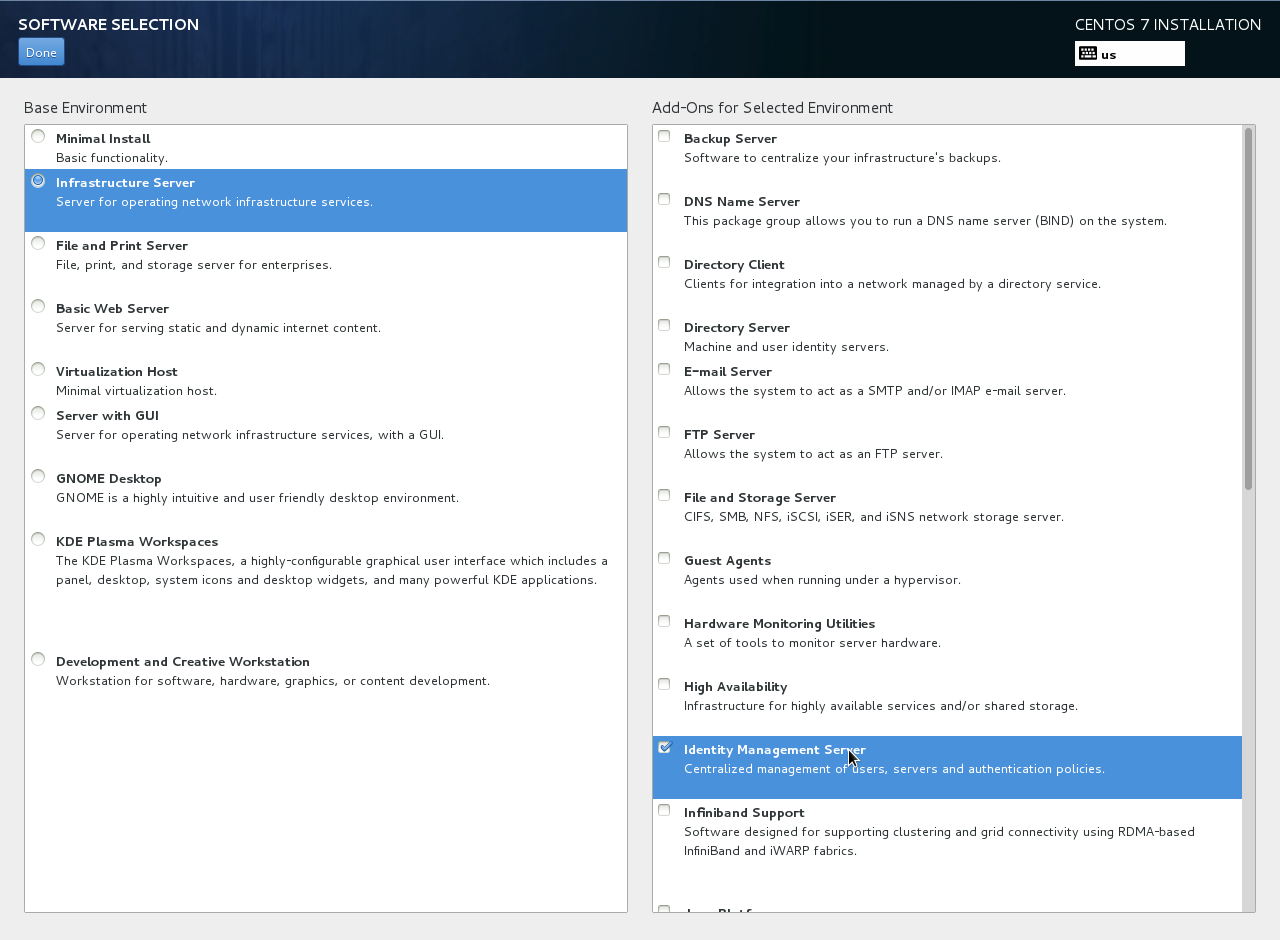 SOFTWARE SELECTION
Done
CENTOS 7 INSTALLATION
us
Base Environment
Minimal Install
Basic functionality.
Infrastructure Server
Server for operating network infrastructure services.
File and Print Server
File, print, and storage server for enterprises.
Basic Web Server
Server for serving static and dynamic internet content.
Virtualization Host
Minimal virtualization host.
Server with GUI
Server for operating network infrastructure services, with a GUI.
GNOME Desktop
GNOME is a highly intuitive and user friendly desktop environment.
KDE Plasma Workspaces
The KDE Plasma Workspaces, a highly-configurable graphical user interface which includes a
panel, desktop, system icons and desktop widgets, and many powerful KDE applications.
Development and Creative Workstation
Workstation for software, hardware, graphics, or content development.
Add-Ons for Selected Environment
Backup Server
Software to centralize your infrastructure's backups.
DNS Name Server
This package group allows you to run a DNS name server (BIND) on the system.
Directory Client
Clients for integration into a network managed by a directory service.
Directory Server
Machine and user identity servers.
E-mail Server
Allows the system to act as a SMTP and/or IMAP e-mail server.
FTP Server
Allows the system to act as an FTP server.
File and Storage Server
CIFS, SMB, NFS, iSCSI, iSER, and iSNS network storage server.
Guest Agents
Agents used when running under a hypervisor.
Hardware Monitoring Utilities
A set of tools to monitor server hardware.
High Availability
Infrastructure for highly available services and/or shared storage.
Identity Management Server
Centralized management of users, servers and authentication policies.
Infiniband Support
Software designed for supporting clustering and grid connectivity using RDMA-based
InfiniBand and iWARP fabrics.